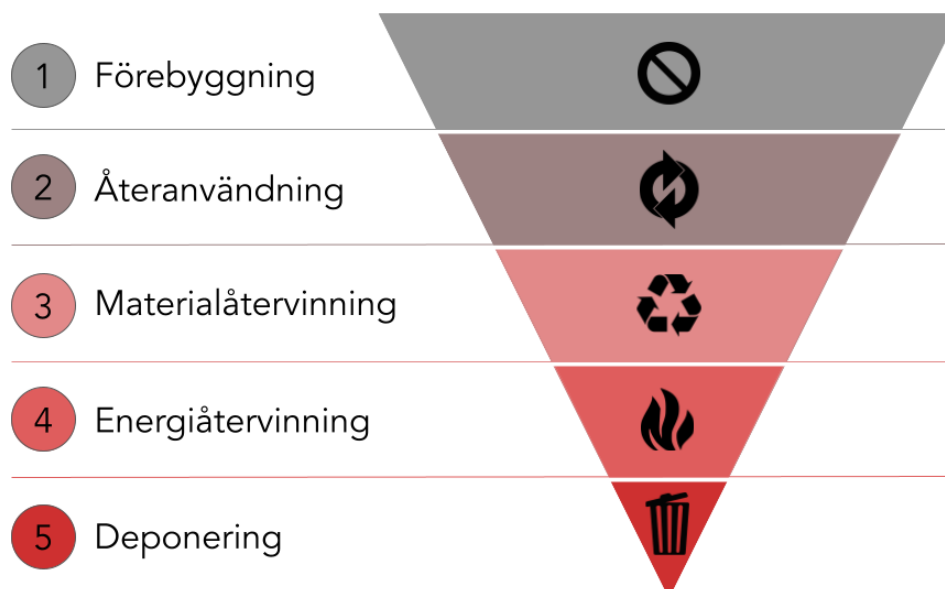 1 Förebyggning
2 Återanvändning
3 Materialåtervinning
4 Energiåtervinning
5 Deponering